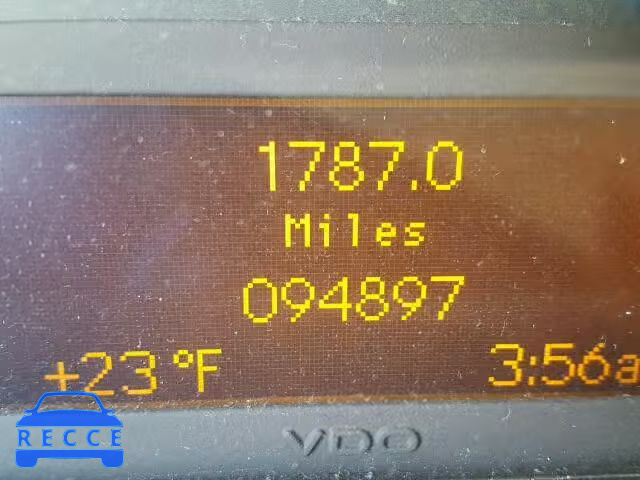 1787.0
Miles
094897
+23 °F 3:56a
VDO
RECCE